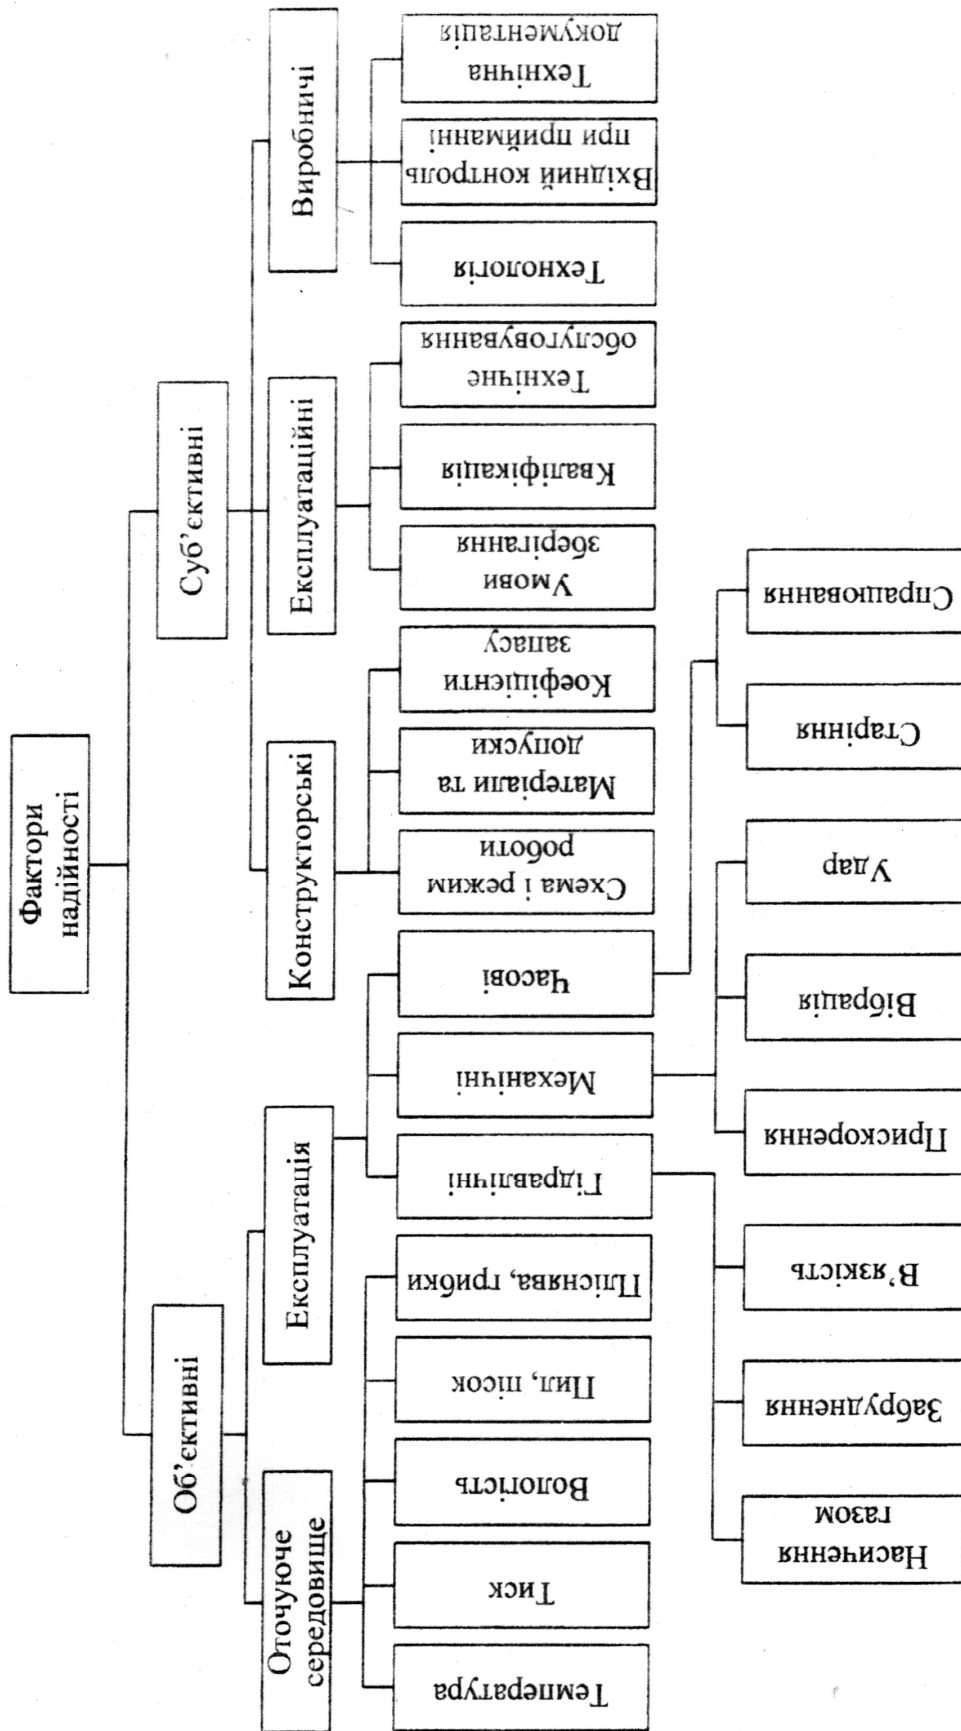 Фактори
надійності
Об’єктивні
Суб’єктивні
Оточуюче
середовище
Експлуатація
Конструкторські
Експлуатаційні
Виробничі
Температура
Тиск
Вологість
Пил, пісок
Пліснява, грибки
Гідравлічні
Механічні
Часові
Схема і режим
роботи
Матеріали та
допуски
Коефіцієнти
запасу
Умови
зберігання
Кваліфікація
Технічне
обслуговування
Технологія
Вхідний контроль
при прийманні
Технічна
документація
Насичення
газом
Забруднення
В’язкість
Прискорення
Вібрація
Удар
Старіння
Спрацювання